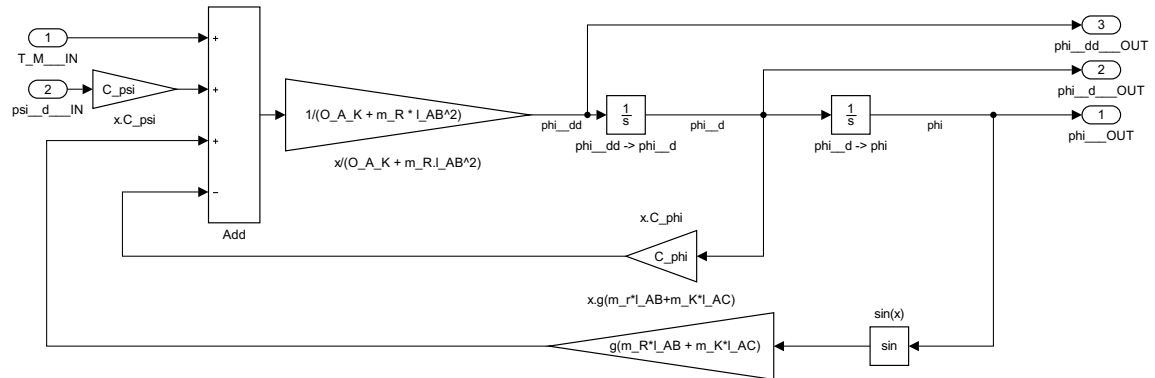 1
T_M___IN
2
psi__d___IN
C_psi
x.C_psi
+
+
+
−
Add
1/(O_A_K + m_R * l_AB^2)
x/(O_A_K + m_R.l_AB^2)
phi__dd
1
s
phi__dd -> phi__d
phi__d
1
s
phi__d -> phi
phi
3
phi__dd___OUT
2
phi__d___OUT
1
phi___OUT
x.C_phi
C_phi
x.g(m_r*l_AB+m_K*l_AC)
g(m_R*l_AB + m_K*l_AC)
sin(x)
sin